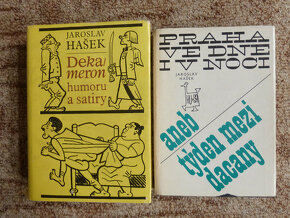 JAROSLAV
HAŠEK
Deka/
meron
humoru
a satiry
PRAHA
VE DNE
I V NOCI
JAROSLAV
HAŠEK
aneb
týden mezi
dacany